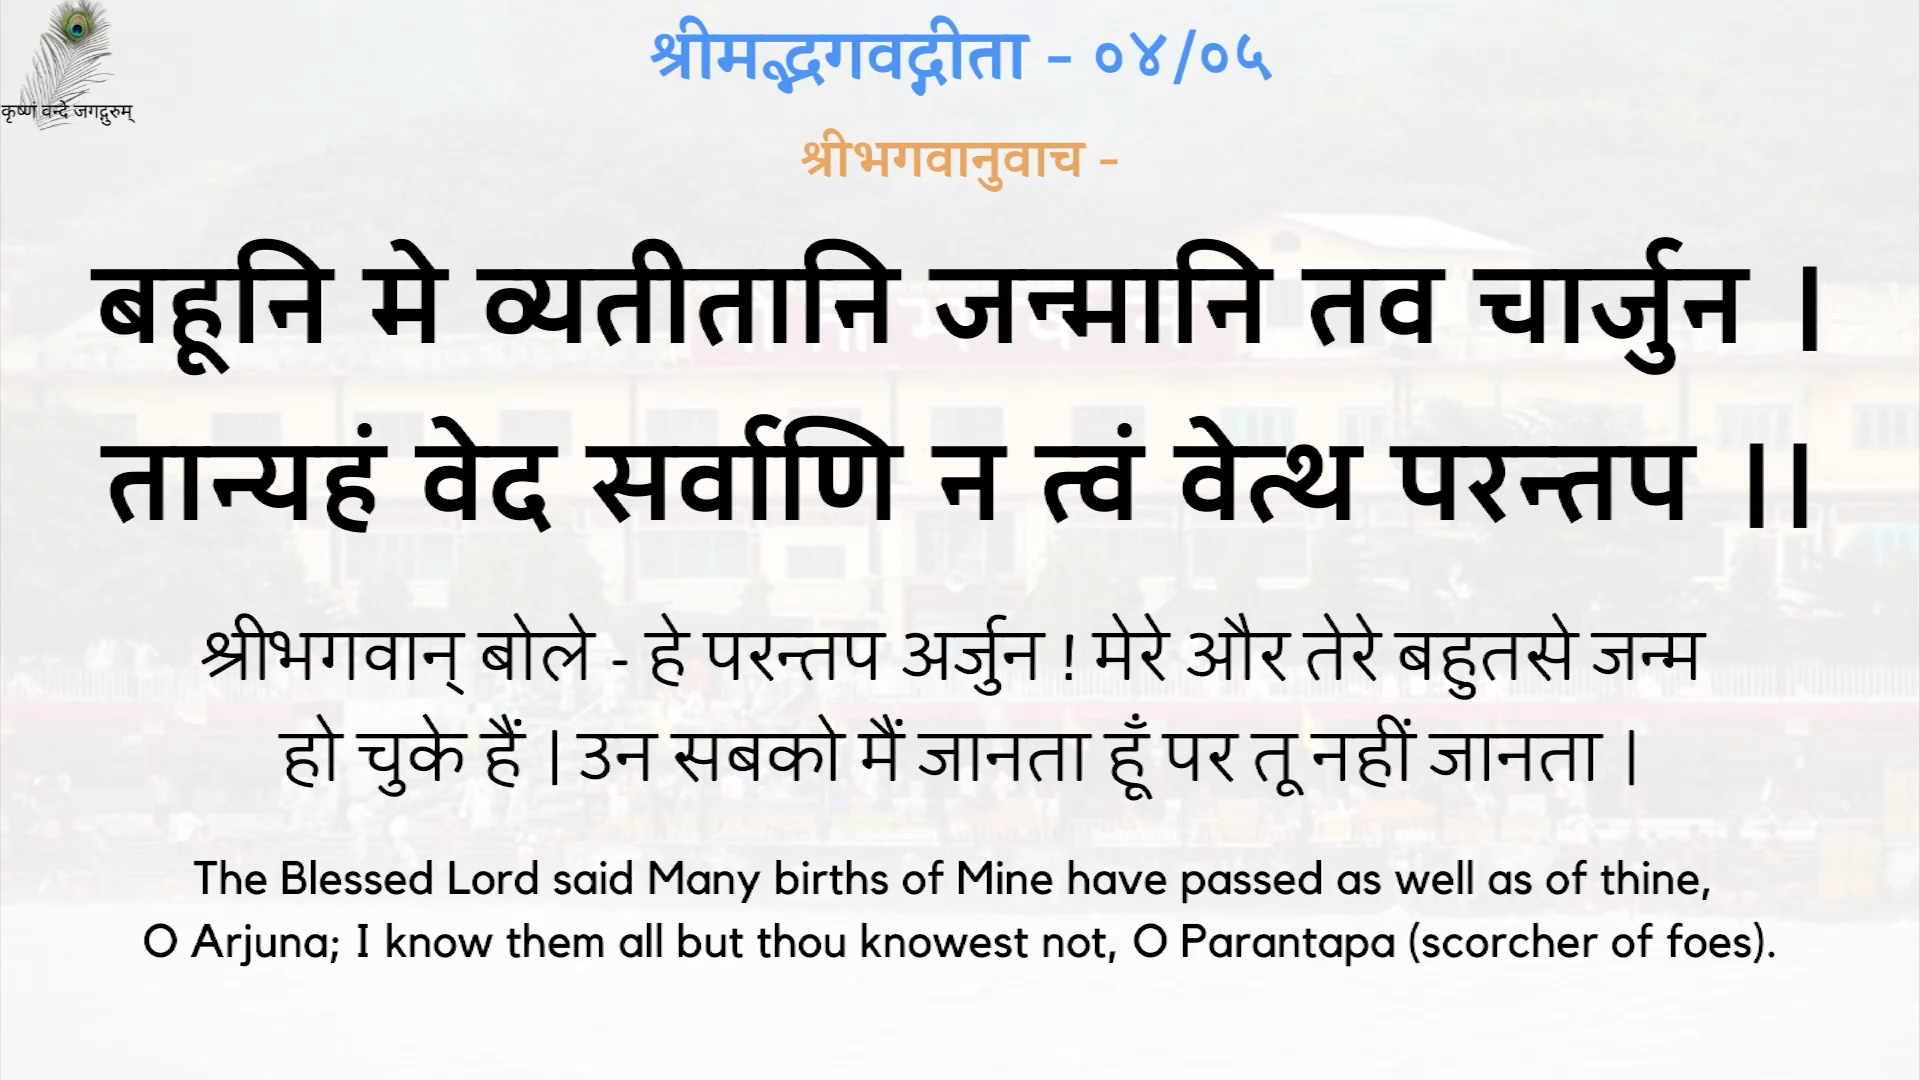 कृष्णं वन्दे जगद्गुरुम्
श्रीमद्भगवद्गीता - ०४/०५
श्रीभगवानुवाच -
बहूनि मे व्यतीतानि जन्मानि तव चार्जुन ।
तान्यहं वेद सर्वाणि न त्वं वेत्थ परन्तप ।।
श्रीभगवान् बोले - हे परन्तप अर्जुन ! मेरे और तेरे बहुतसे जन्म
हो चुके हैं | उन सबको मैं जानता हूँ पर तू नहीं जानता |
The Blessed Lord said Many births of Mine have passed as well as of thine,
O Arjuna; I know them all but thou knowest not, O Parantapa (scorcher of foes).